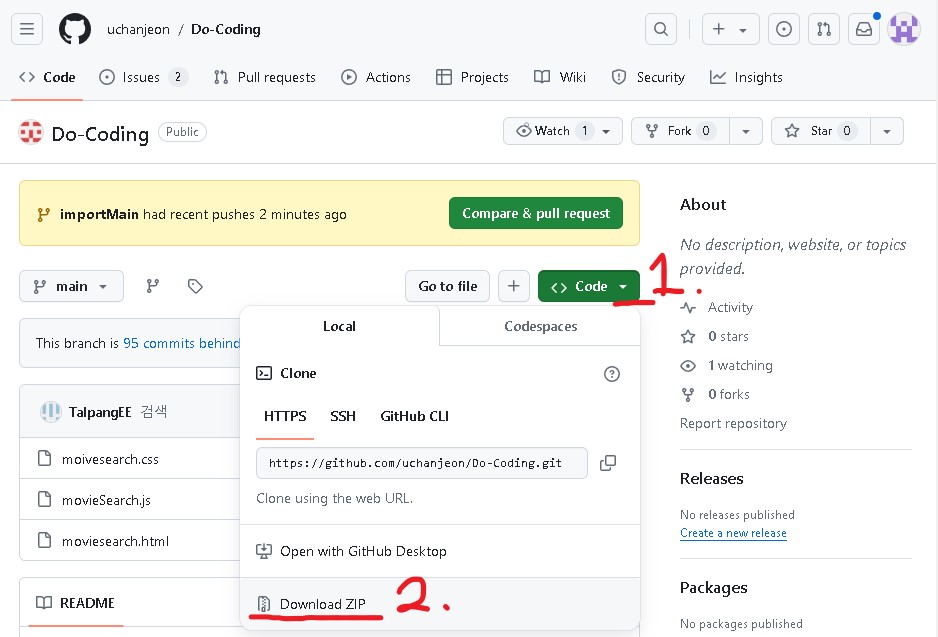 uchanjeon / Do-Coding
Code Issues 2 Pull requests Actions Projects Wiki Security Insights
Do-Coding Public
Watch 1 Fork 0 Star 0
importMain had recent pushes 2 minutes ago Compare & pull request
main Go to file Code 1.
This branch is 95 commits behind
Local Codespaces
Clone
HTTPS SSH GitHub CLI
https://github.com/uchanjeon/Do-Coding.git
Clone using the web URL.
Open with GitHub Desktop
Download ZIP 2.
TalpangEE 검색
moivesearch.css
movieSearch.js
moviesearch.html
README
About
No description, website, or topics
provided.
Activity
0 stars
1 watching
0 forks
Report repository
Releases
No releases published
Create a new release
Packages
No packages published